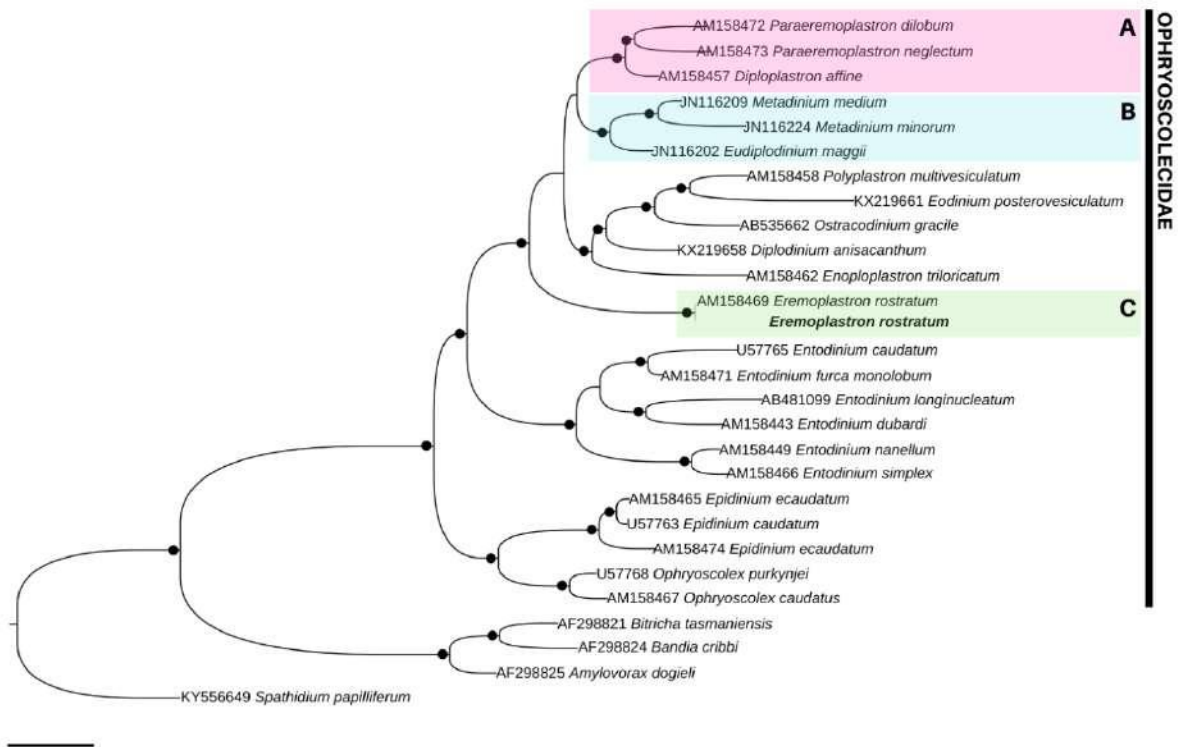 AM158472 Paraeremoplastron dilobum
A
AM158473 Paraeremoplastron neglectum
AM158457 Diploplastron affine
JN116209 Metadinium medium
B
JN116224 Metadinium minorum
JN116202 Eudiplodinium maggii
AM158458 Polyplastron multivesiculatum
KX219661 Eodinium posterovesiculatum
AB535662 Ostracodinium gracile
KX219658 Diplodinium anisacanthum
AM158462 Enoploplastron triloricatum
AM158469 Eremoplastron rostratum
C
Eremoplastron rostratum
U57765 Entodinium caudatum
AM158471 Entodinium furca monolobum
AB481099 Entodinium longinucleatum
AM158443 Entodinium dubardi
AM158449 Entodinium nanellum
AM158466 Entodinium simplex
AM158465 Epidinium ecaudatum
U57763 Epidinium caudatum
AM158474 Epidinium ecaudatum
U57768 Ophryoscolex purkynjei
AM158467 Ophryoscolex caudatus
AF298821 Bitricha tasmaniensis
AF298824 Bandia cribbi
AF298825 Amylovorax dogieli
KY556649 Spathidium papilliferum
OPHRYOSCOLECIDAE